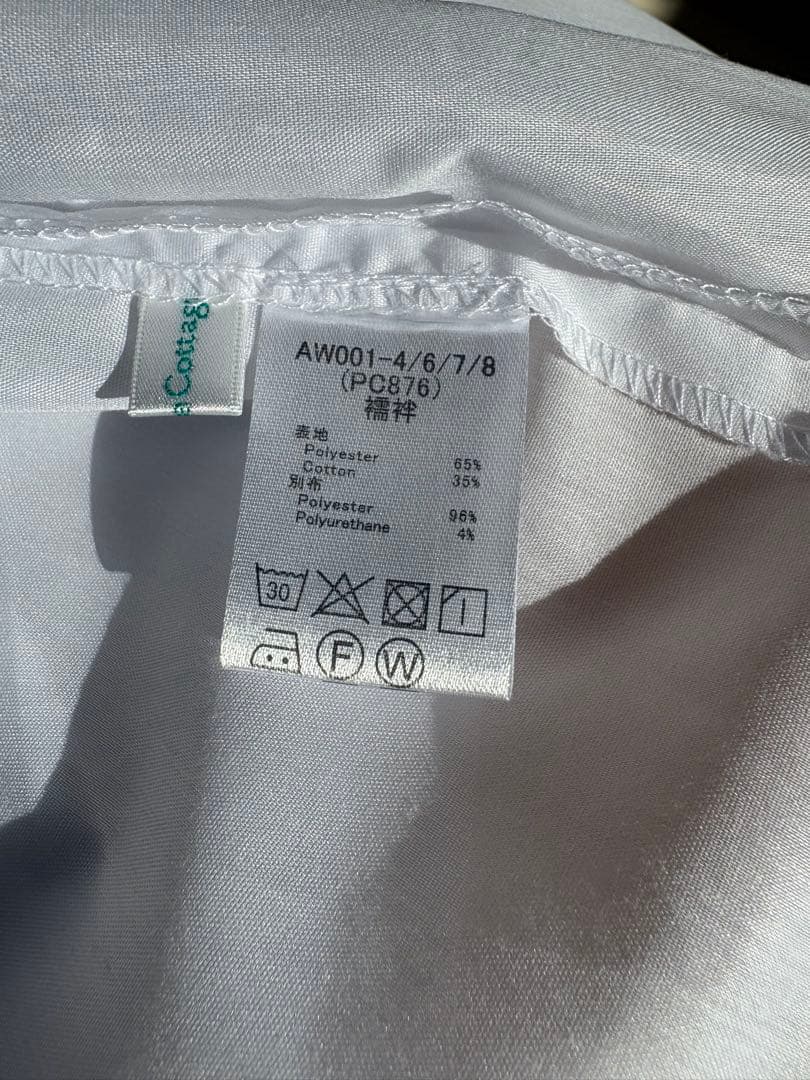 Cottag
AW001-4/6/7/8
(PC876)
襦袢
表地
Polyester 65%
Cotton 35%
別布
Polyester 96%
Polyurethane 4%
30
F W